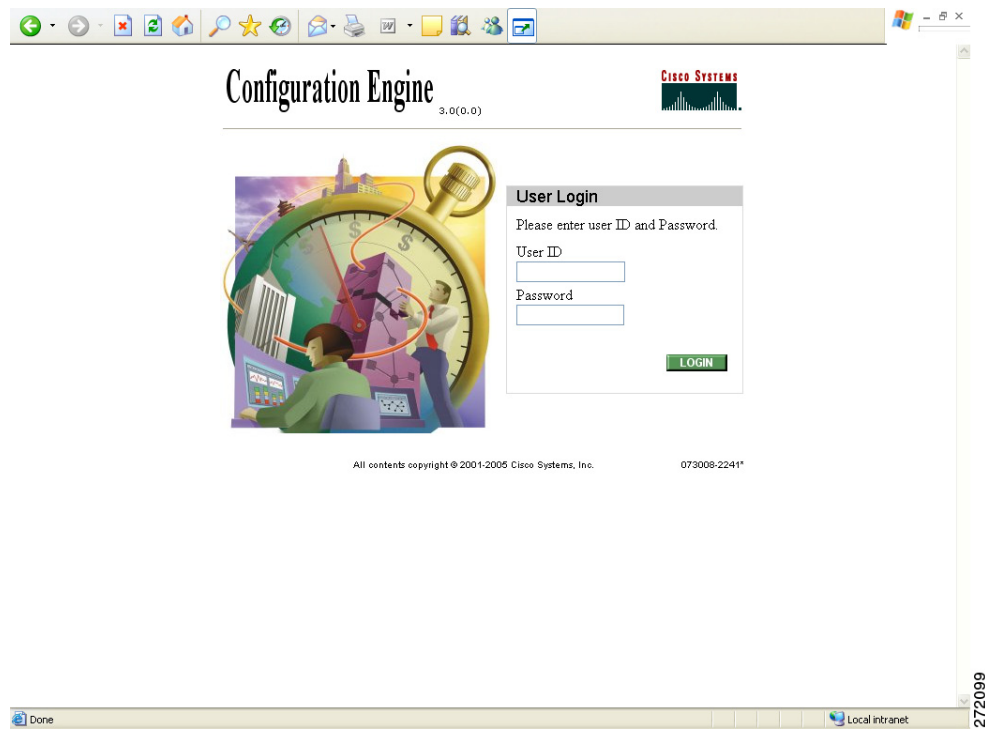 Configuration Engine 3.0(0.0)
CISCO SYSTEMS
User Login
Please enter user ID and Password.
User ID
Password
LOGIN
All contents copyright © 2001-2005 Cisco Systems, Inc.
073008-2241*
Done
Local intranet
272099